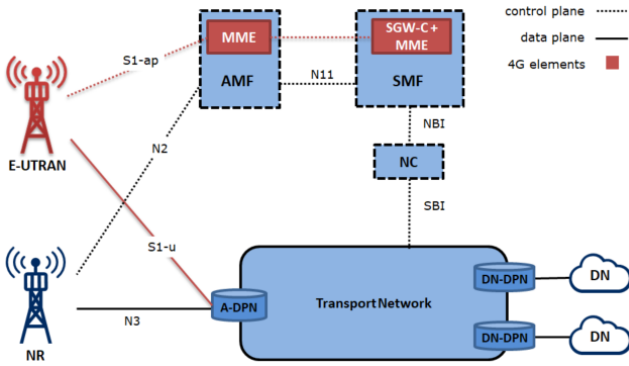 control plane
data plane
4G elements
MME
SGW-C +
MME
AMF
SMF
S1-ap
N11
E-UTRAN
N2
NBI
NC
SBI
S1-u
NR
N3
A-DPN
Transport Network
DN-DPN
DN
DN-DPN
DN